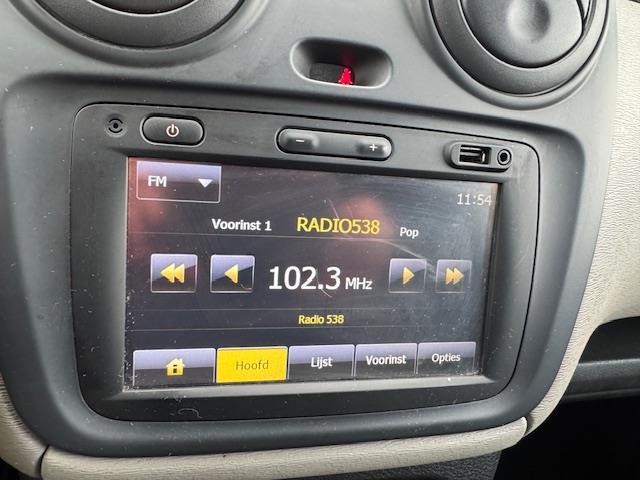 − +
FM
11:54
Voorinst 1 RADIO538 Pop
102.3 MHz
Radio 538
Hoofd Lijst Voorinst Opties